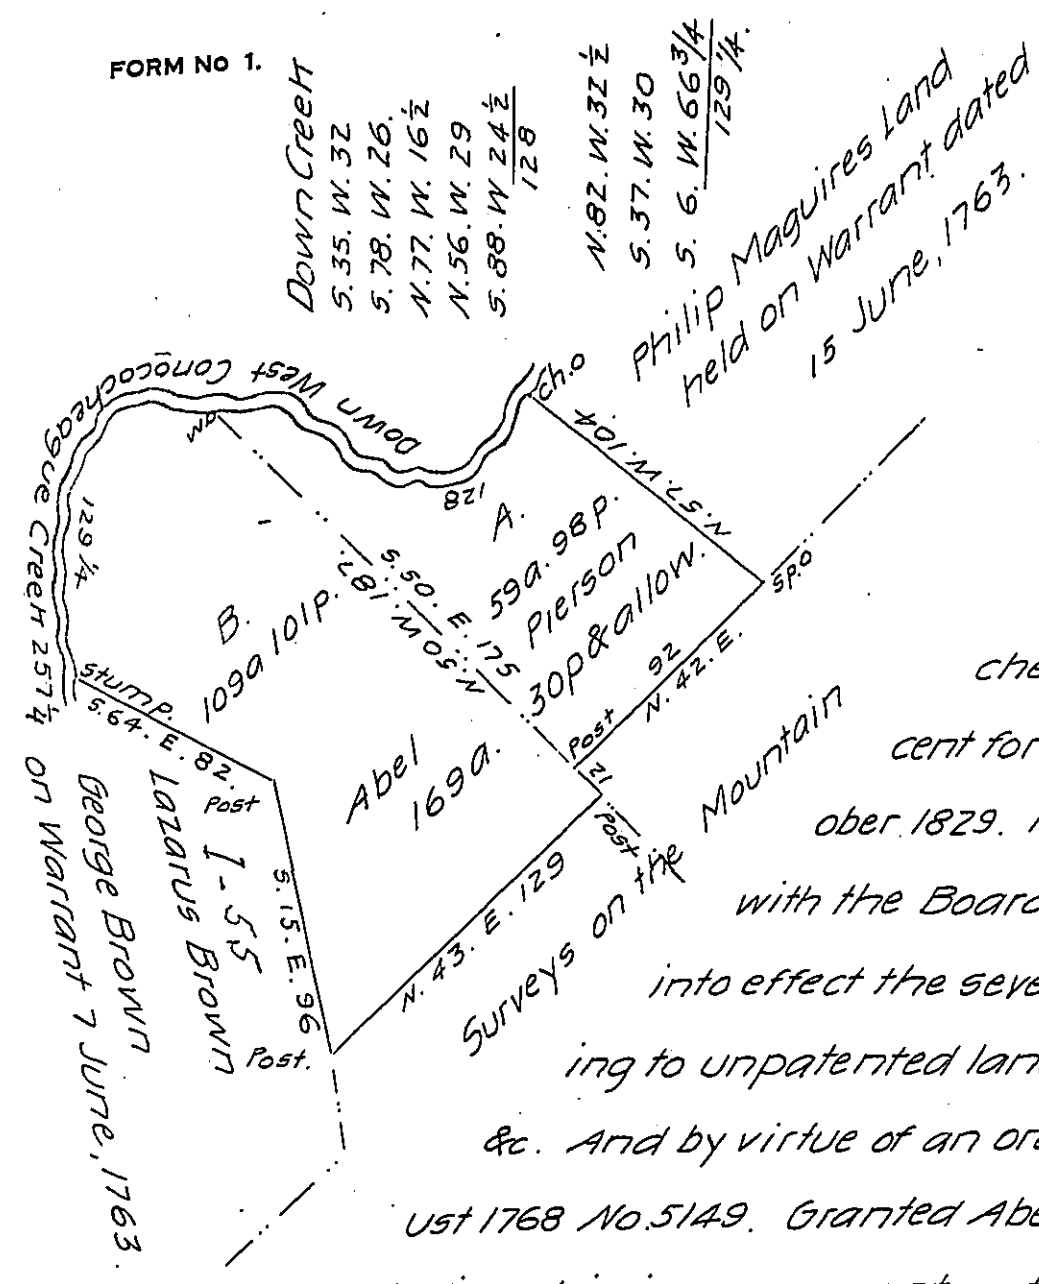 FORM No 1.
Down Creek
S.35. W. 32
S.78. W. 26.
N.77. W. 16½
N.56. W. 29
S.88. W 24½
128
N.82. W. 32½
S.37. W. 30
S. 6. W. 66¾
129¼.
Philip Maguires Land
held on Warrant dated
15 June, 1763.
Down West Conococheague Creek 257¼
Ch.o
N.57. W. 104
128
129¼
A.
59a. 98p.
S.50. E. 175
N.50 W. 187.
B.
109a 101p.
Abel Pierson
169a. 30p & allow.
92
N. 42. E.
sp.o
Post
21
Post
Stump.
S.64. E. 82.
Post
S.15. E. 96
Post.
N. 43. E. 129
Surveys on the Mountain
Lazarus Brown
1-55
George Brown
on Warrant 7 June, 1763.
che
cent for
ober 1829.
with the Board
into effect the seve
ing to unpatented lan
&c. And by virtue of an or
ust 1768 No.5149. Granted Abe